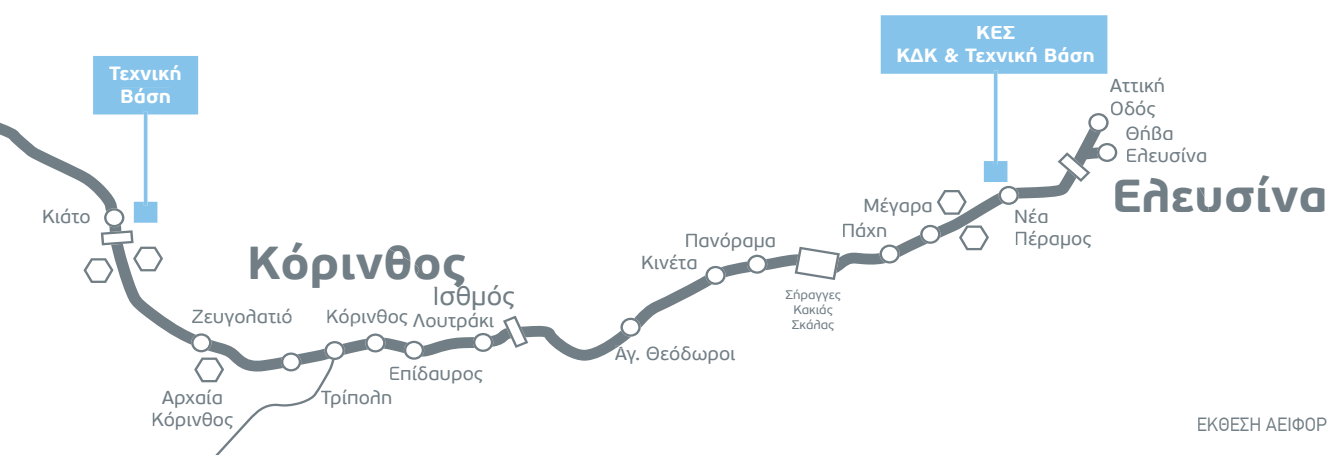 Τεχνική
Βάση
ΚΕΣ
ΚΔΚ & Τεχνική Βάση
Αττική
Οδός
Θήβα
Ελευσίνα
Ελευσίνα
Κιάτο
Μέγαρα
Νέα
Πέραμος
Πάχη
Πανόραμα
Κινέτα
Κόρινθος
Ισθμός
Σήραγγες
Κακιάς
Σκάλας
Ζευγολατιό
Κόρινθος
Λουτράκι
Αγ. Θεόδωροι
Επίδαυρος
Αρχαία
Κόρινθος
Τρίπολη
ΕΚΘΕΣΗ ΑΕΙΦΟΡ